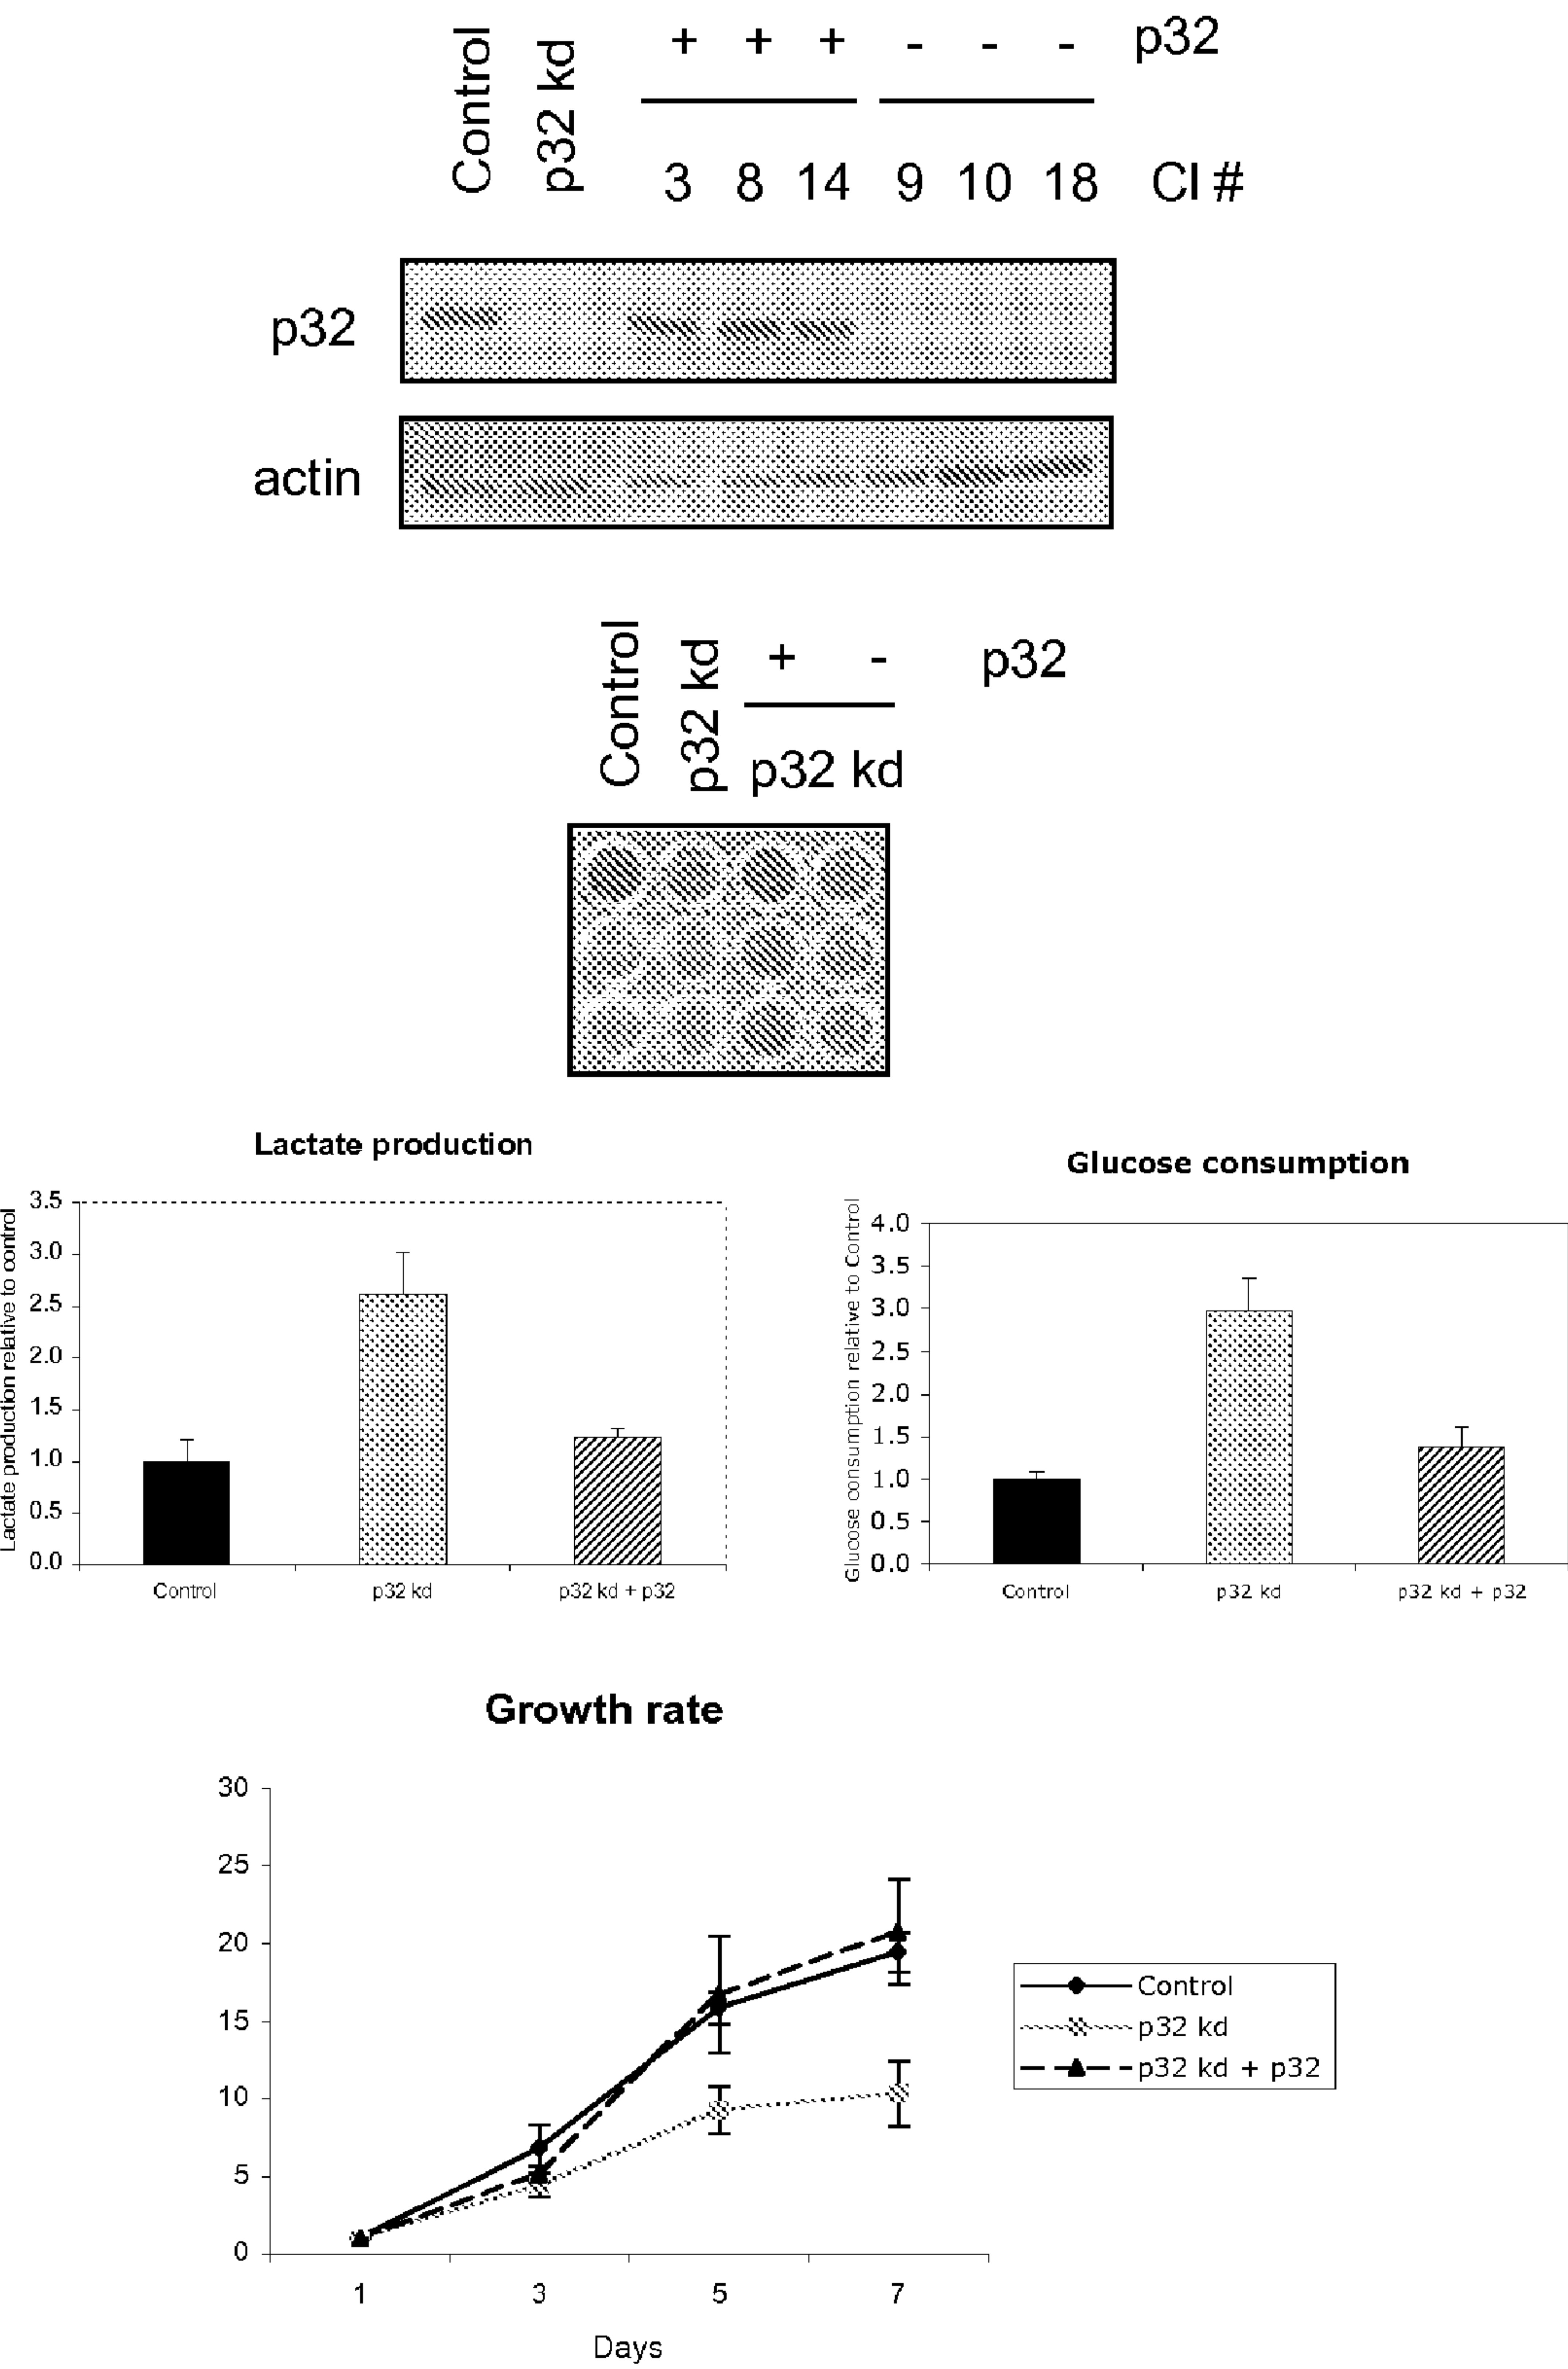 Control p32 kd + + + - - - p32
3 8 14 9 10 18 Cl #
p32
actin
Control p32 kd + - p32
p32 kd
Lactate production
Lactate production relative to control
3.5
3.0
2.5
2.0
1.5
1.0
0.5
0.0
Control p32 kd p32 kd + p32
Glucose consumption
Glucose consumption relative to Control
4.0
3.5
3.0
2.5
2.0
1.5
1.0
0.5
0.0
Control p32 kd p32 kd + p32
Growth rate
30
25
20
15
10
5
0
1 3 5 7
Days
Control
p32 kd
p32 kd + p32